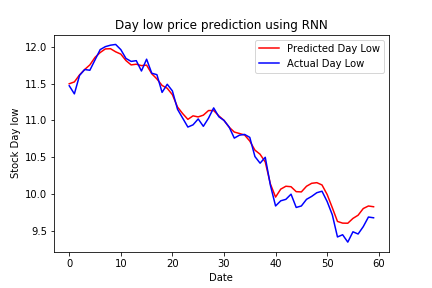 Day low price prediction using RNN
Predicted Day Low
Actual Day Low
Stock Day low
12.0
11.5
11.0
10.5
10.0
9.5
0
10
20
30
40
50
60
Date